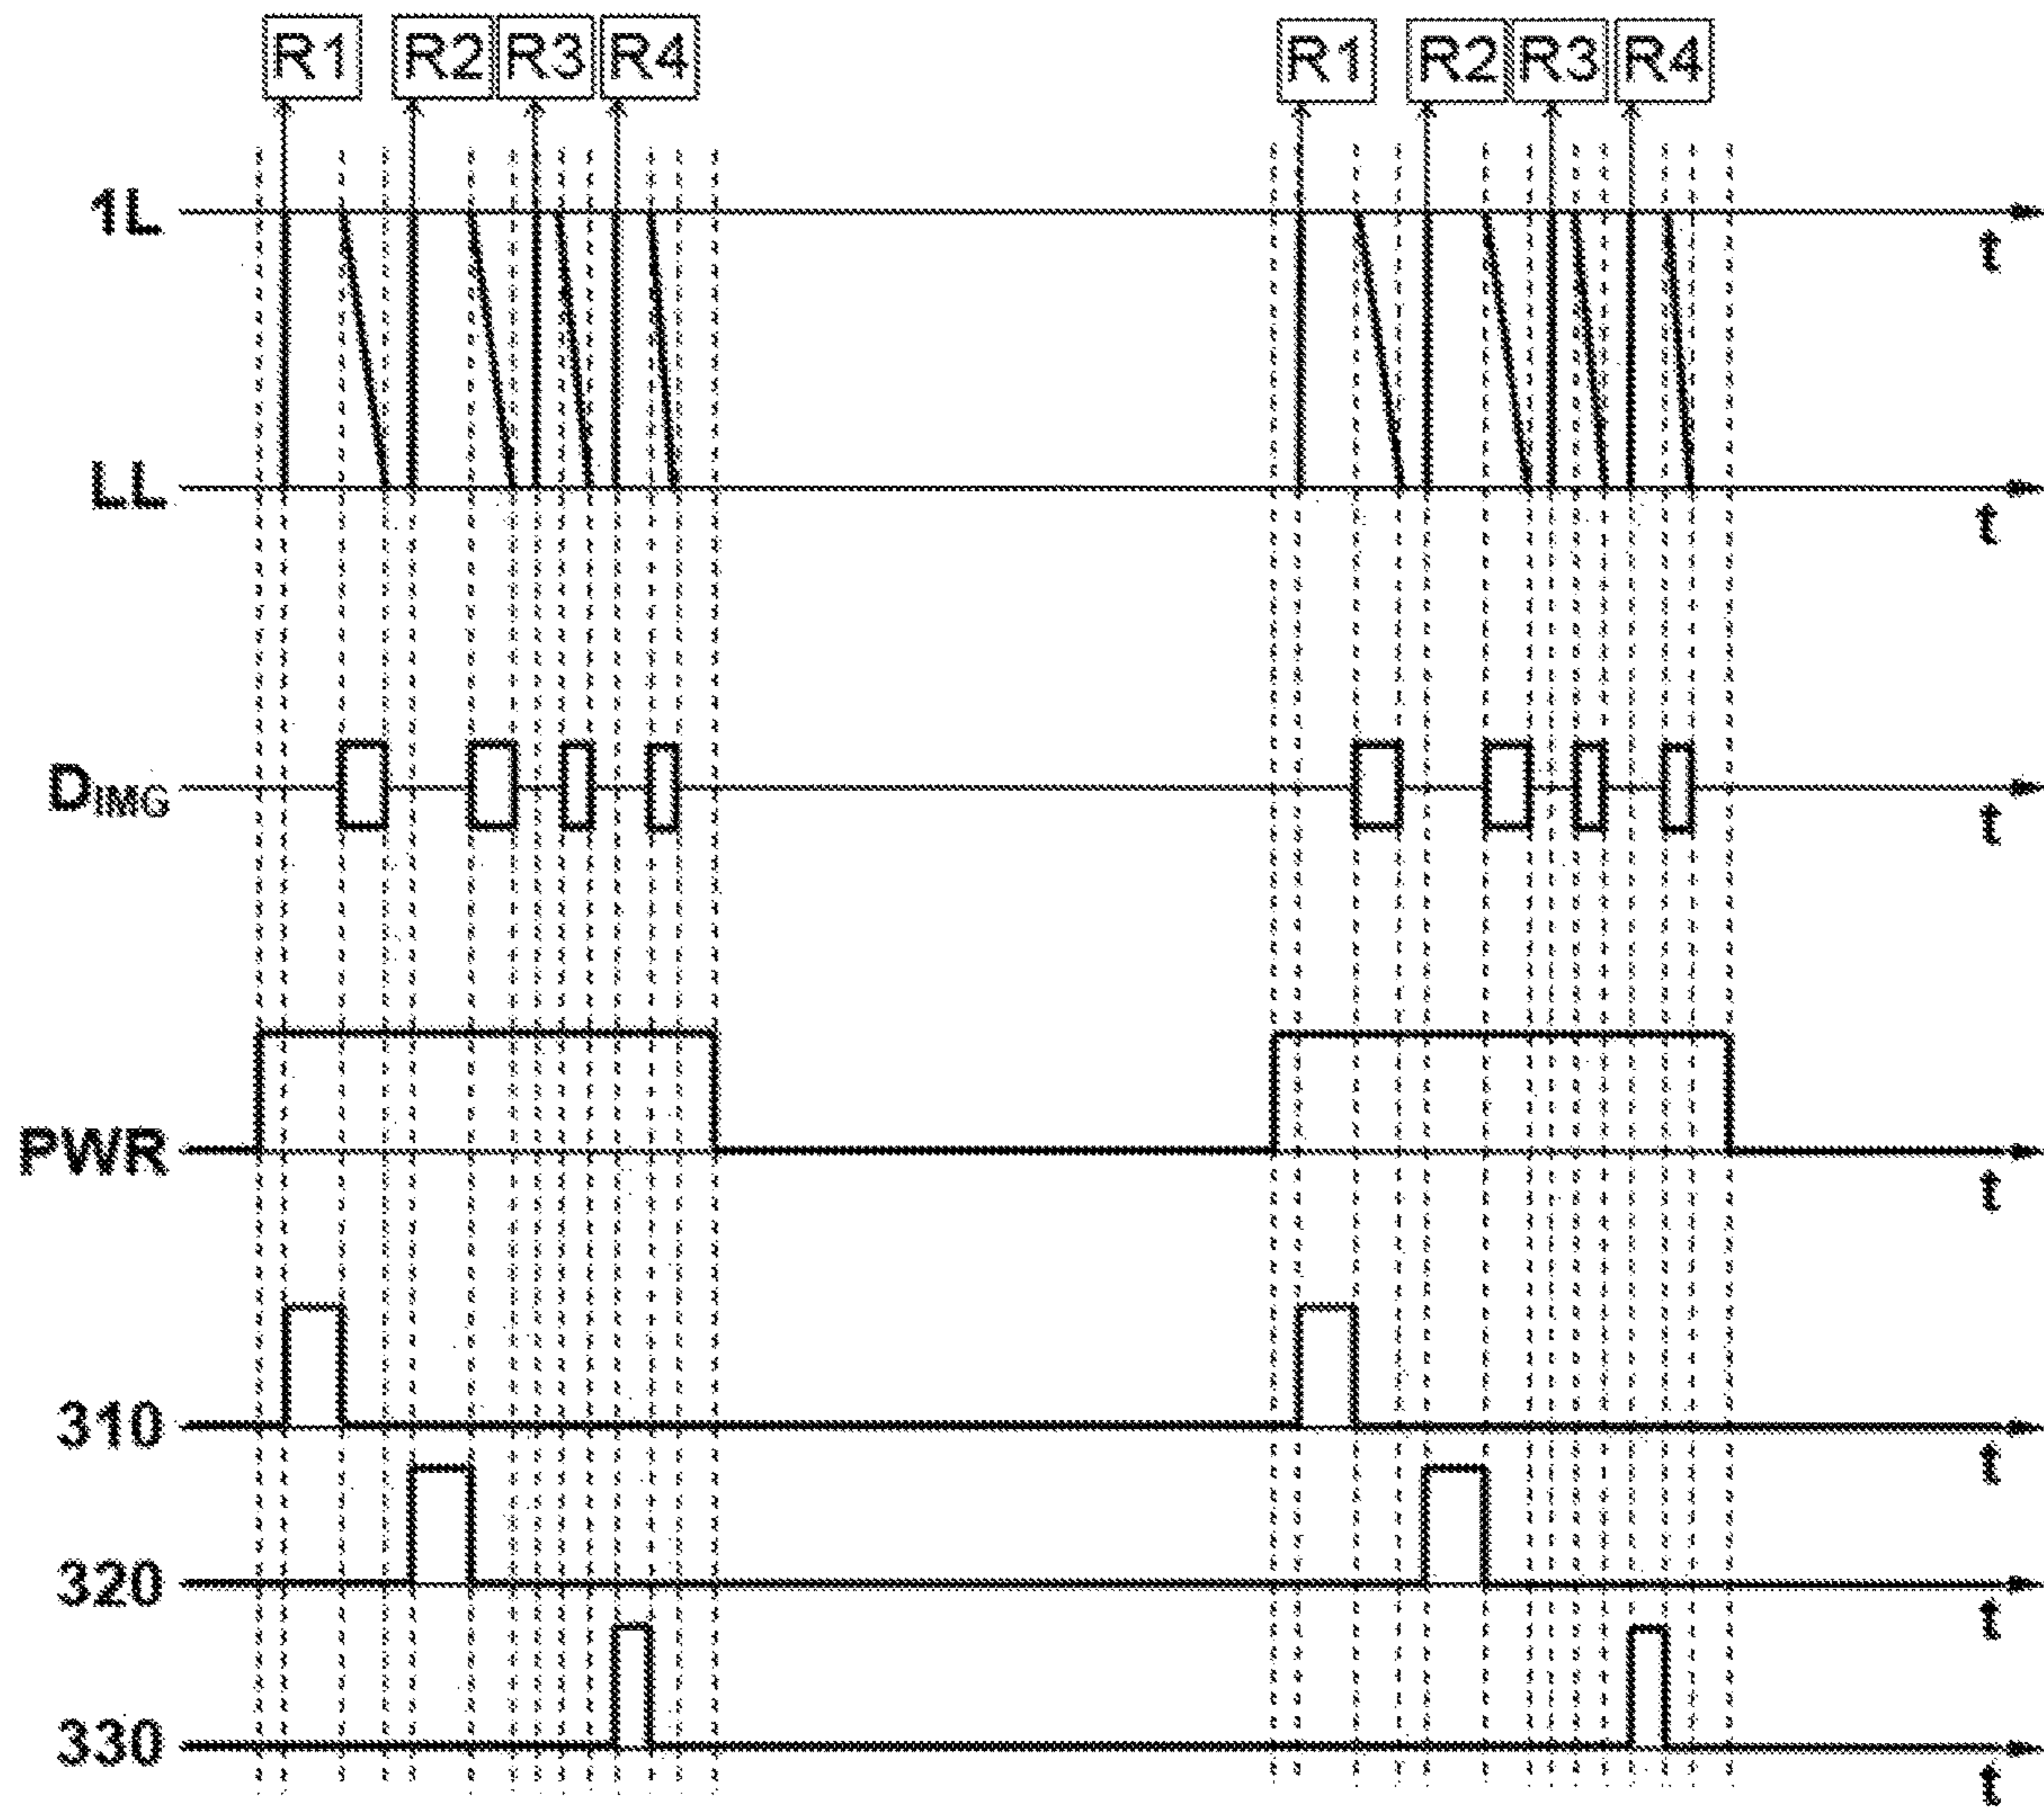 R1 R2 R3 R4 R1 R2 R3 R4
1L
t
LL
t
DIMG
t
PWR
t
310
t
320
t
330
t